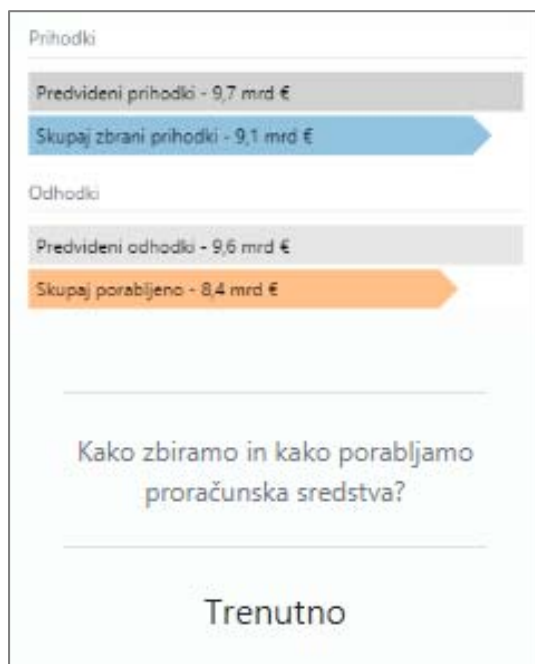 Prihodki
Predvideni prihodki - 9,7 mrd €
Skupaj zbrani prihodki - 9,1 mrd €
Odhodki
Predvideni odhodki - 9,6 mrd €
Skupaj porabljeno - 8,4 mrd €
Kako zbiramo in kako porabljamo
proračunska sredstva?
Trenutno